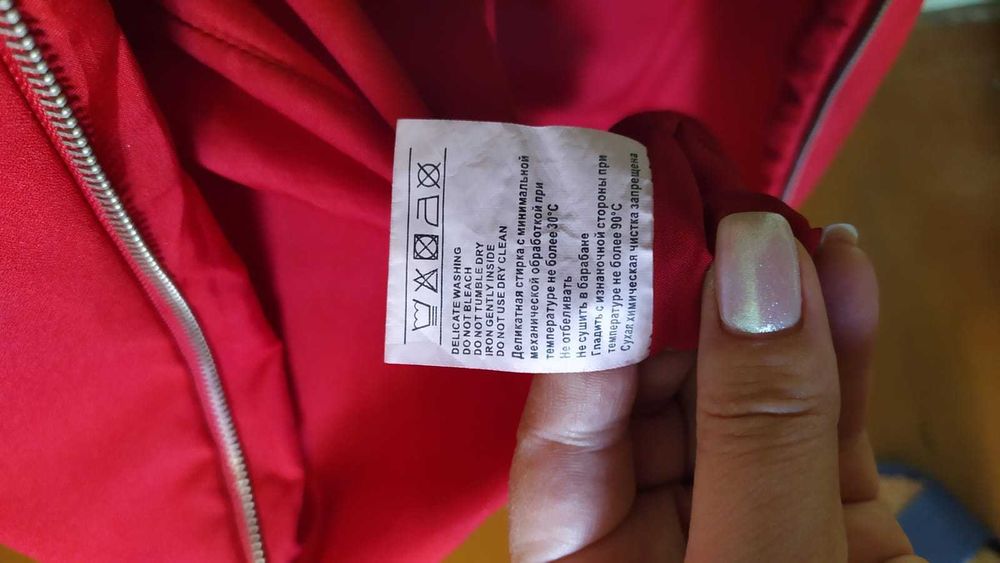 DELICATE WASHING
DO NOT BLEACH
DO NOT TUMBLE DRY
IRON GENTLY INSIDE
DO NOT USE DRY CLEAN
Деликатная стирка с минимальной
механической обработкой при
температуре не более 30°C
Не отбеливать
Не сушить в барабане
Гладить с изнаночной стороны при
температуре не более 90°C
Сухая химическая чистка запрещена